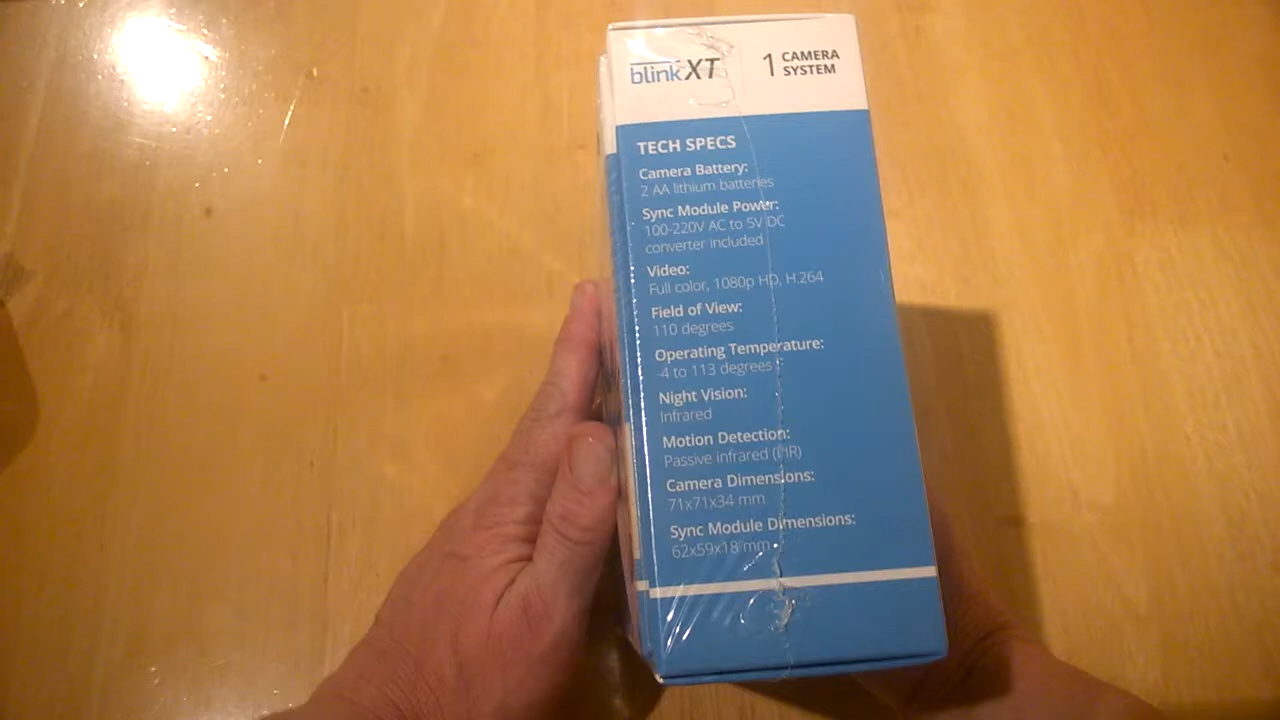 blinkXT
1 CAMERA
SYSTEM
TECH SPECS
Camera Battery:
2 AA lithium batteries
Sync Module Power:
100-220V AC to 5V DC
converter included
Video:
Full color, 1080p HD, H.264
Field of View:
110 degrees
Operating Temperature:
-4 to 113 degrees
Night Vision:
Infrared
Motion Detection:
Passive infrared (PIR)
Camera Dimensions:
71x71x34 mm
Sync Module Dimensions:
62x59x18 mm